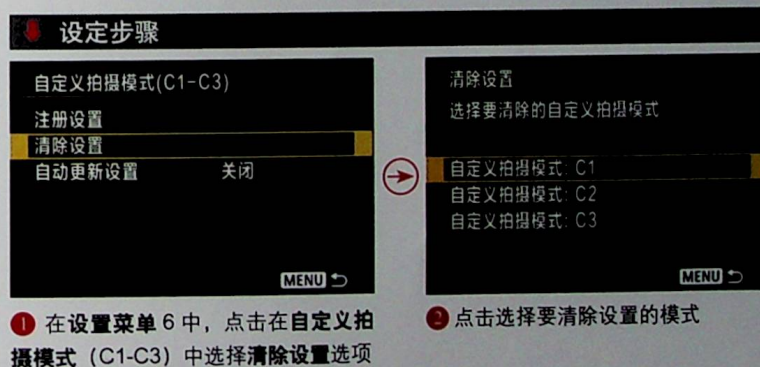 设定步骤
自定义拍摄模式(C1-C3)
注册设置
清除设置
自动更新设置 关闭
MENU
清除设置
选择要清除的自定义拍摄模式
自定义拍摄模式: C1
自定义拍摄模式: C2
自定义拍摄模式: C3
MENU
1 在设置菜单 6 中，点击在自定义拍
摄模式（C1-C3）中选择清除设置选项
2 点击选择要清除设置的模式